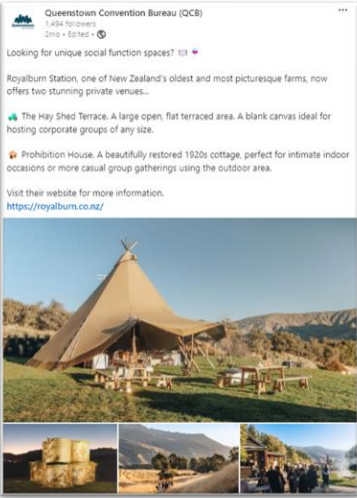 Queenstown Convention Bureau (QCB)
1,494 followers
2mo • Edited •
Looking for unique social function spaces?
Royalburn Station, one of New Zealand's oldest and most picturesque farms, now
offers two stunning private venues...
The Hay Shed Terrace. A large open, flat terraced area. A blank canvas ideal for
hosting corporate groups of any size.
Prohibition House. A beautifully restored 1920s cottage, perfect for intimate indoor
occasions or more casual group gatherings using the outdoor area.
Visit their website for more information.
https://royalburn.co.nz/